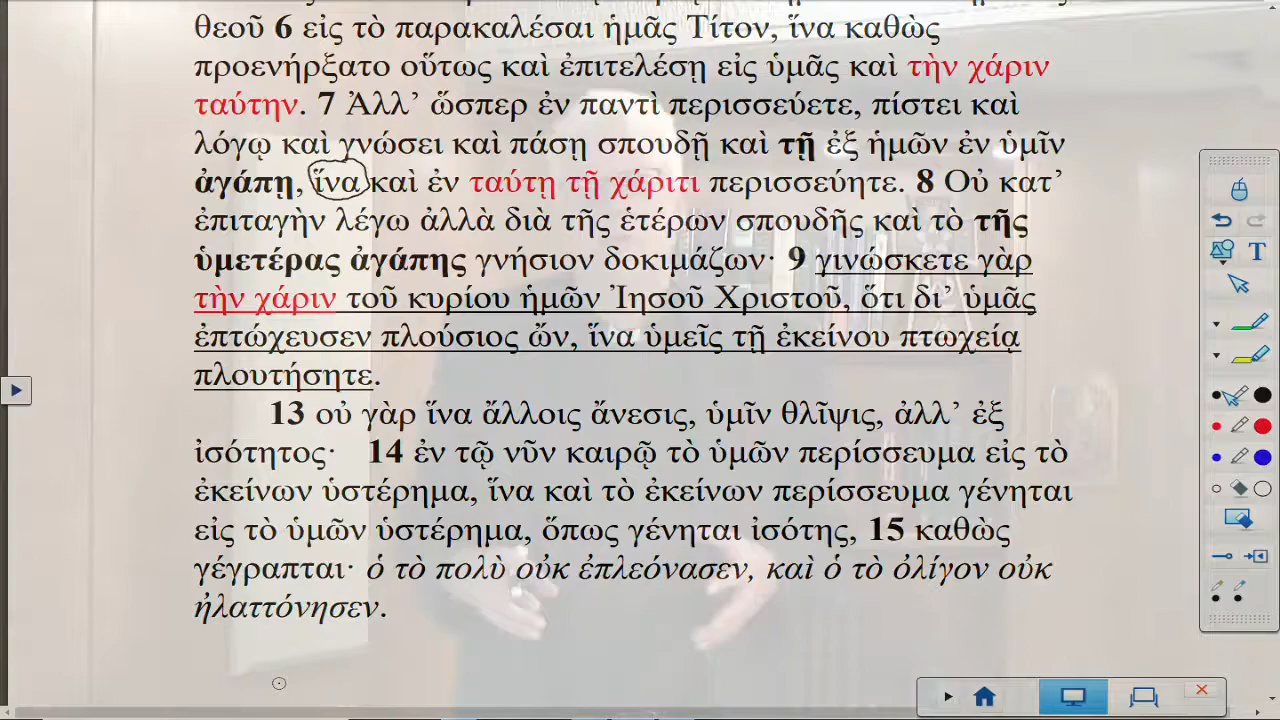 θεοῦ 6 εἰς τὸ παρακαλέσαι ἡμᾶς Τίτον, ἵνα καθὼς
προενήρξατο οὕτως καὶ ἐπιτελέσῃ εἰς ὑμᾶς καὶ τὴν χάριν
ταύτην. 7 Ἀλλ’ ὥσπερ ἐν παντὶ περισσεύετε, πίστει καὶ
λόγῳ καὶ γνώσει καὶ πάσῃ σπουδῇ καὶ τῇ ἐξ ἡμῶν ἐν ὑμῖν
ἀγάπῃ, ἵνα καὶ ἐν ταύτῃ τῇ χάριτι περισσεύητε. 8 Οὐ κατ’
ἐπιταγὴν λέγω ἀλλὰ διὰ τῆς ἑτέρων σπουδῆς καὶ τὸ τῆς
ὑμετέρας ἀγάπης γνήσιον δοκιμάζων· 9 γινώσκετε γὰρ
τὴν χάριν τοῦ κυρίου ἡμῶν Ἰησοῦ Χριστοῦ, ὅτι δι’ ὑμᾶς
ἐπτώχευσεν πλούσιος ὤν, ἵνα ὑμεῖς τῇ ἐκείνου πτωχείᾳ
πλουτήσητε.
13 οὐ γὰρ ἵνα ἄλλοις ἄνεσις, ὑμῖν θλῖψις, ἀλλ’ ἐξ
ἰσότητος· 14 ἐν τῷ νῦν καιρῷ τὸ ὑμῶν περίσσευμα εἰς τὸ
ἐκείνων ὑστέρημα, ἵνα καὶ τὸ ἐκείνων περίσσευμα γένηται
εἰς τὸ ὑμῶν ὑστέρημα, ὅπως γένηται ἰσότης, 15 καθὼς
γέγραπται· ὁ τὸ πολὺ οὐκ ἐπλεόνασεν, καὶ ὁ τὸ ὀλίγον οὐκ
ἠλαττόνησεν.
T